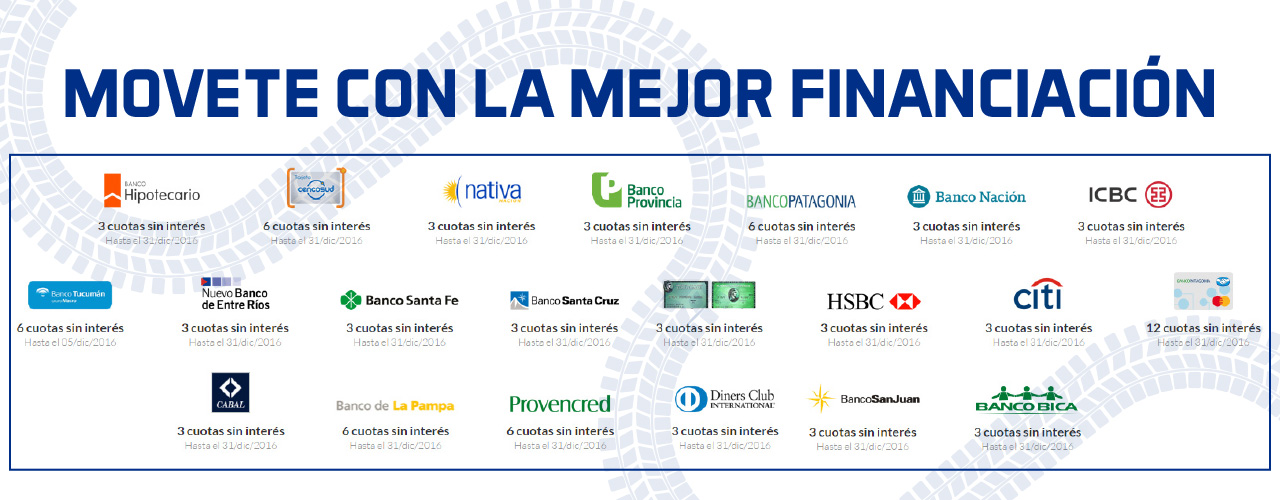 MOVETE CON LA MEJOR FINANCIACIÓN
BANCO
Hipotecario
3 cuotas sin interés
Hasta el 31/dic/2016
cencosud
6 cuotas sin interés
Hasta el 31/dic/2016
nativa
NACIÓN
3 cuotas sin interés
Hasta el 31/dic/2016
Banco
Provincia
3 cuotas sin interés
Hasta el 31/dic/2016
BANCOPATAGONIA
6 cuotas sin interés
Hasta el 31/dic/2016
Banco Nación
3 cuotas sin interés
Hasta el 31/dic/2016
ICBC
3 cuotas sin interés
Hasta el 31/dic/2016
Banco Tucumán
6 cuotas sin interés
Hasta el 05/dic/2016
Nuevo Banco
de Entre Ríos
3 cuotas sin interés
Hasta el 31/dic/2016
Banco Santa Fe
3 cuotas sin interés
Hasta el 31/dic/2016
Banco Santa Cruz
3 cuotas sin interés
Hasta el 31/dic/2016
3 cuotas sin interés
Hasta el 31/dic/2016
HSBC
3 cuotas sin interés
Hasta el 31/dic/2016
citi
3 cuotas sin interés
Hasta el 31/dic/2016
BANCOPATAGONIA
12 cuotas sin interés
Hasta el 31/dic/2016
CABAL
3 cuotas sin interés
Hasta el 31/dic/2016
Banco de La Pampa
6 cuotas sin interés
Hasta el 31/dic/2016
Provencred
6 cuotas sin interés
Hasta el 31/dic/2016
Diners Club
INTERNATIONAL
3 cuotas sin interés
Hasta el 31/dic/2016
BancoSanJuan
3 cuotas sin interés
Hasta el 31/dic/2016
BANCO BICA
3 cuotas sin interés
Hasta el 31/dic/2016